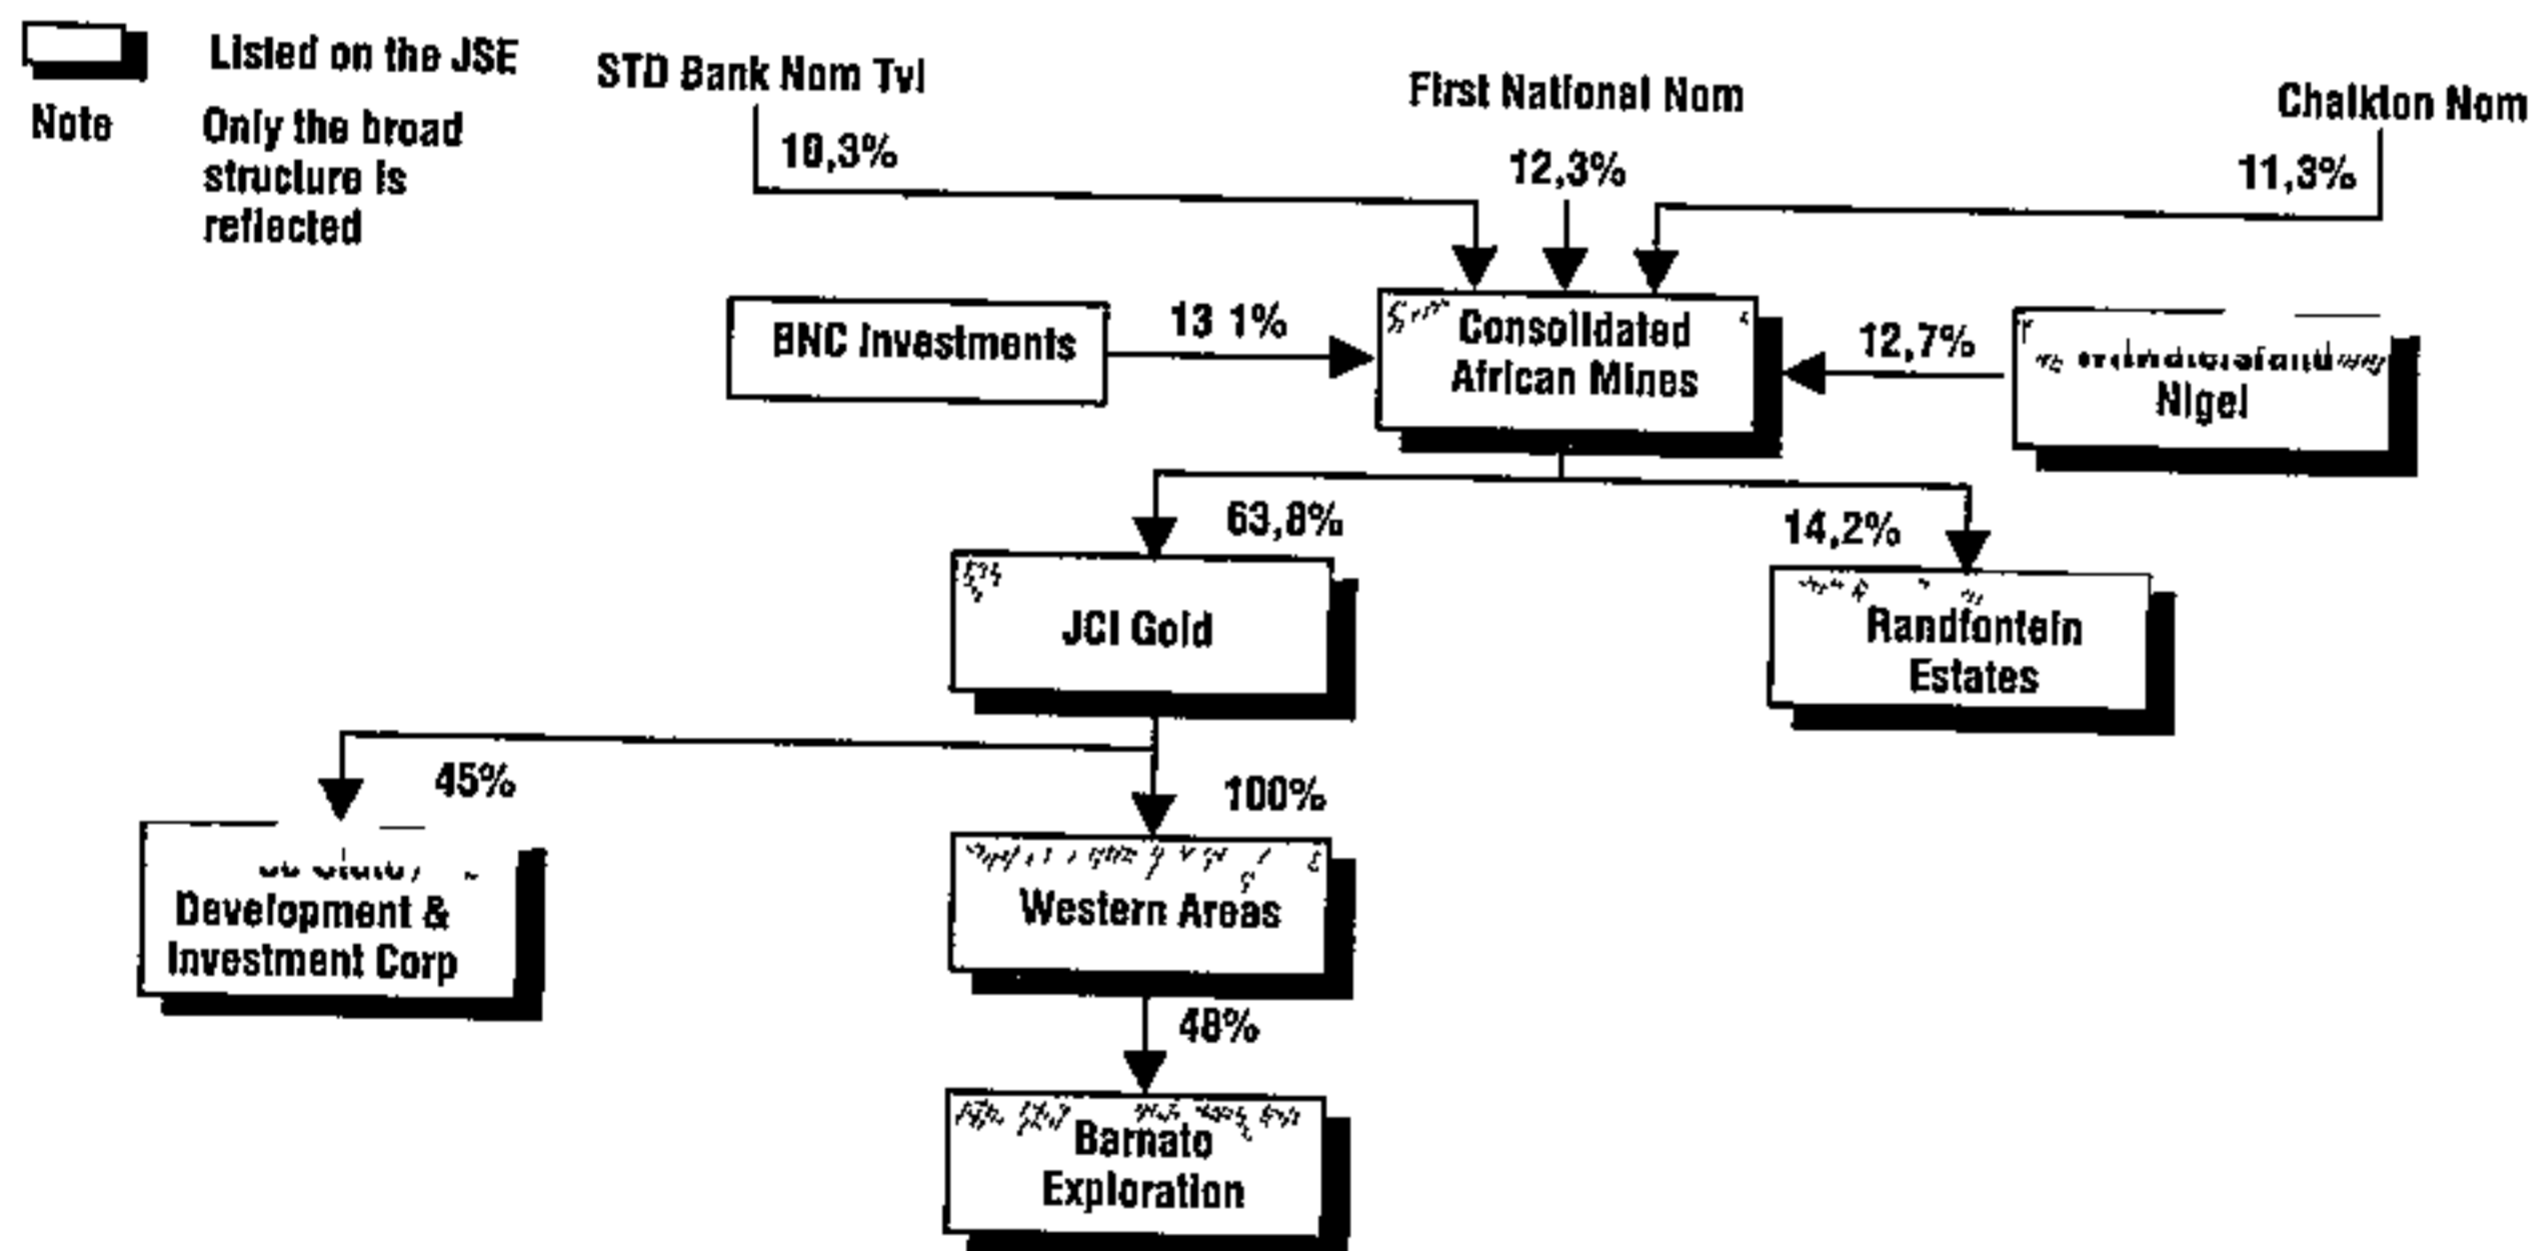 Listed on the JSE
Note
Only the broad
structure is
reflected
STD Bank Nom Tvl
10,3%
First National Nom
12,3%
Chalkton Nom
11,3%
BNC Investments
13 1%
Consolidated
African Mines
12,7%
Nigel
63,8%
14,2%
JCI Gold
Randfontein
Estates
45%
100%
Development &
Investment Corp
Western Areas
48%
Barnato
Exploration